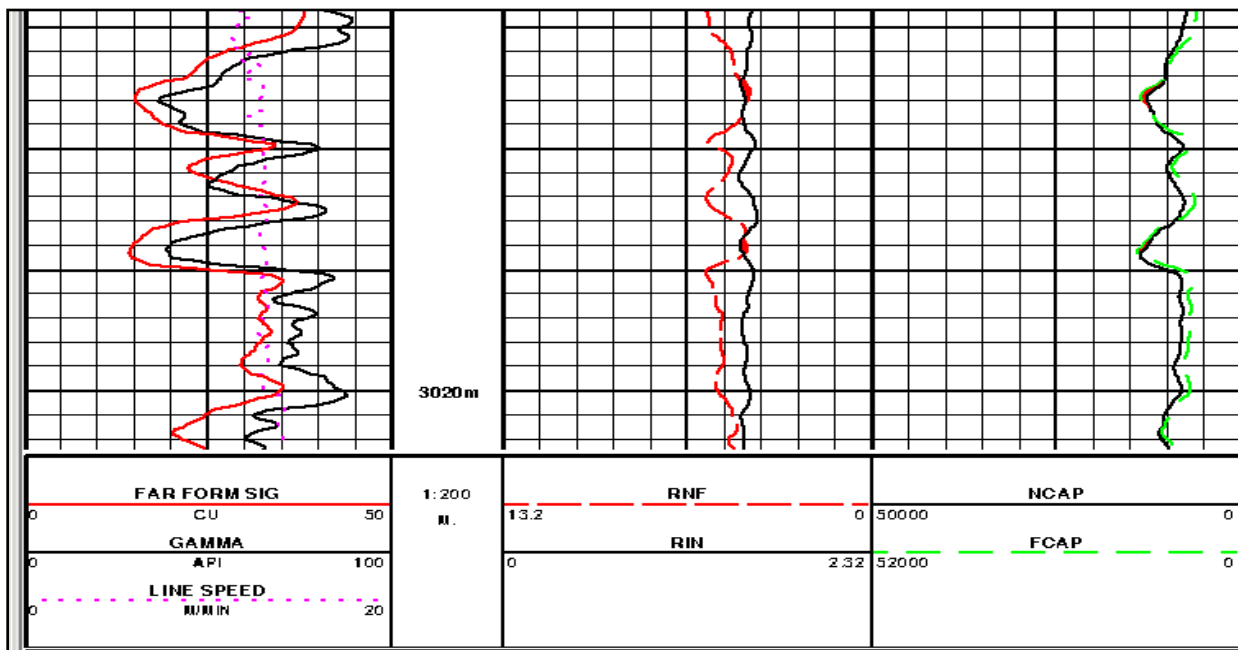 3020m
FAR FORM SIG
0 CU 50
GAMMA
0 API 100
LINE SPEED
0 M/MIN 20
1:200
M.
RNF
13.2 0
RIN
0 2.32
NCAP
50000 0
FCAP
52000 0